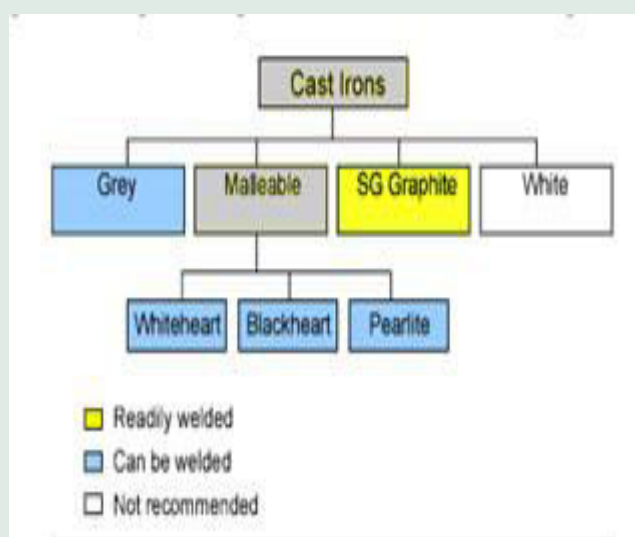 Cast Irons
Grey
Malleable
SG Graphite
White
Whiteheart
Blackheart
Pearlite
Readily welded
Can be welded
Not recommended